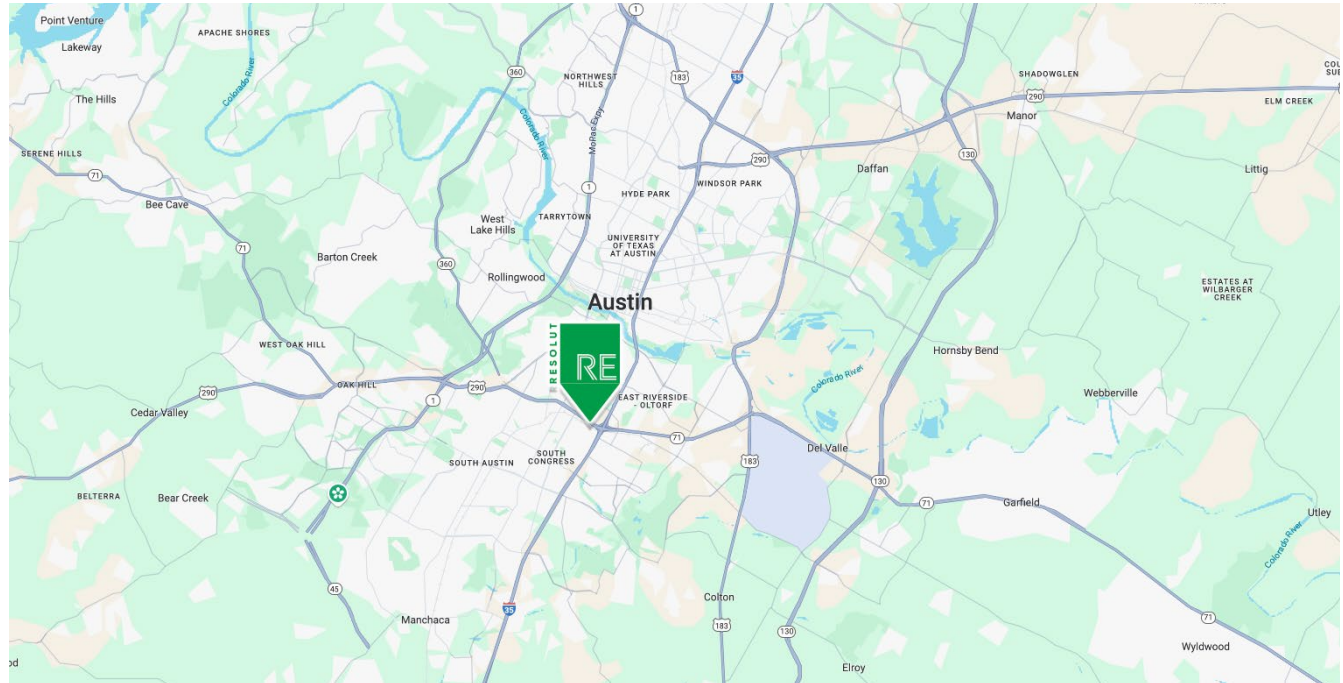 Point Venture
Lakeway
APACHE SHORES
Colorado River
The Hills
SERENE HILLS
71
Bee Cave
71
360
NORTHWEST
HILLS
1
183
35
MoPac Expy
Colorado River
290
SHADOWGLEN
290
Manor
ELM CREEK
130
Daffan
Littig
HYDE PARK
WINDSOR PARK
1
TARRYTOWN
West
Lake Hills
UNIVERSITY
OF TEXAS
AT AUSTIN
Barton Creek
360
Rollingwood
Austin
ESTATES AT
WILBARGER
CREEK
RESOLUT
RE
WEST OAK HILL
OAK HILL
290
290
1
Cedar Valley
EAST RIVERSIDE
- OLTORF
Hornsby Bend
Colorado River
Webberville
71
SOUTH
CONGRESS
SOUTH AUSTIN
183
Del Valle
130
71
Garfield
Utley
Colorado River
BELTERRA
Bear Creek
45
Manchaca
35
Colton
183
130
Elroy
71
Wyldwood
od
COU
SU